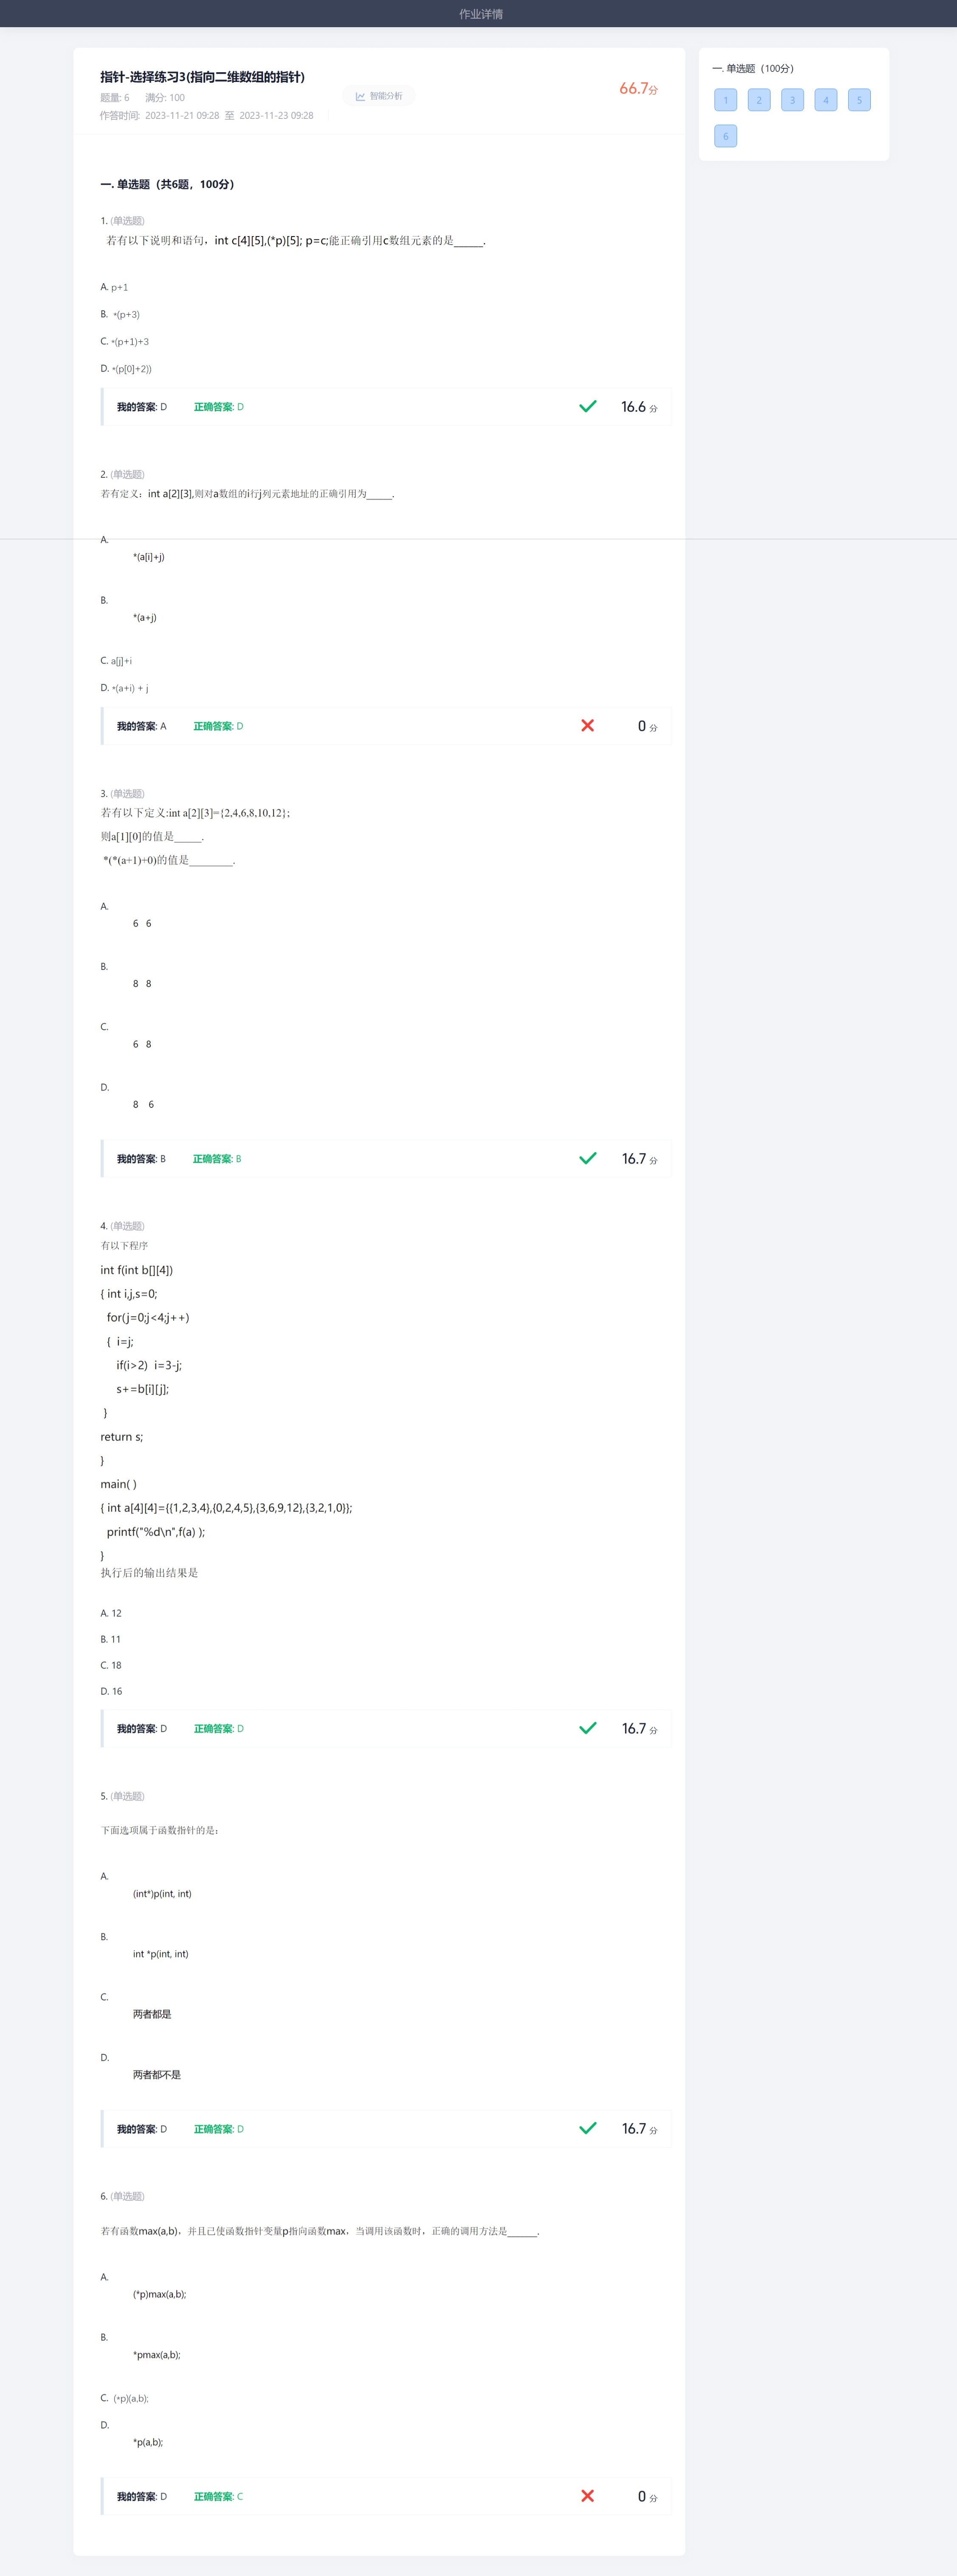 作业详情
指针-选择练习3(指向二维数组的指针)
题量: 6 满分: 100
作答时间: 2023-11-21 09:28 至 2023-11-23 09:28
智能分析
66.7分
一. 单选题（100分）
1 2 3 4 5
6
一. 单选题（共6题，100分）
1. (单选题)
若有以下说明和语句，int c[4][5],(*p)[5]; p=c;能正确引用c数组元素的是_____.
A. p+1
B. *(p+3)
C. *(p+1)+3
D. *(p[0]+2))
我的答案: D 正确答案: D 16.6 分
2. (单选题)
若有定义：int a[2][3],则对a数组的i行j列元素地址的正确引用为_____.
A.
*(a[i]+j)
B.
*(a+j)
C. a[j]+i
D. *(a+i) + j
我的答案: A 正确答案: D 0 分
3. (单选题)
若有以下定义:int a[2][3]={2,4,6,8,10,12};
则a[1][0]的值是_____.
*(*(a+1)+0)的值是________.
A.
6 6
B.
8 8
C.
6 8
D.
8 6
我的答案: B 正确答案: B 16.7 分
4. (单选题)
有以下程序
int f(int b[][4])
{ int i,j,s=0;
for(j=0;j<4;j++)
{ i=j;
if(i>2) i=3-j;
s+=b[i][j];
}
return s;
}
main( )
{ int a[4][4]={{1,2,3,4},{0,2,4,5},{3,6,9,12},{3,2,1,0}};
printf("%d\n",f(a) );
}
执行后的输出结果是
A. 12
B. 11
C. 18
D. 16
我的答案: D 正确答案: D 16.7 分
5. (单选题)
下面选项属于函数指针的是：
A.
(int*)p(int, int)
B.
int *p(int, int)
C.
两者都是
D.
两者都不是
我的答案: D 正确答案: D 16.7 分
6. (单选题)
若有函数max(a,b)，并且已使函数指针变量p指向函数max，当调用该函数时，正确的调用方法是______.
A.
(*p)max(a,b);
B.
*pmax(a,b);
C. (*p)(a,b);
D.
*p(a,b);
我的答案: D 正确答案: C 0 分